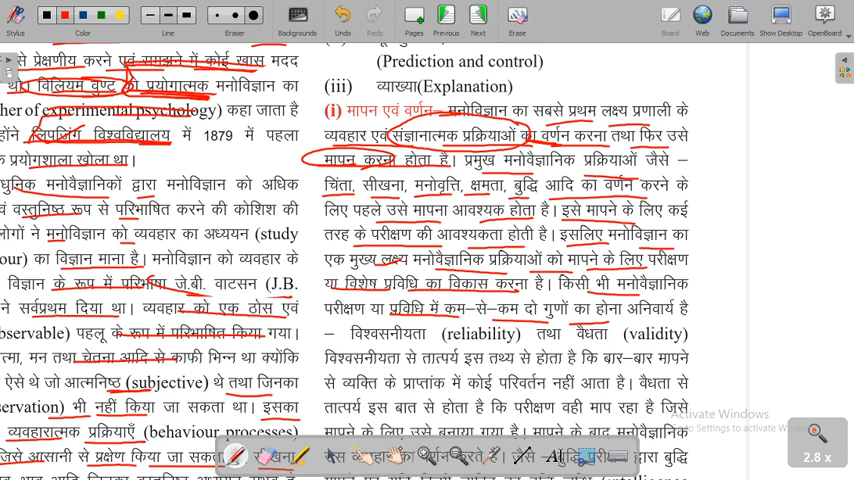 Stylus
Color
Line
Eraser
Backgrounds
Undo
Redo
Pages
Previous
Next
Erase
Board
Web
Documents
Show Desktop
OpenBoard
से प्रेक्षणीय करने एवं समझने में कोई खास मदद
था। विलियम वुण्ट को प्रयोगात्मक मनोविज्ञान का
her of experimental psychology) कहा जाता है
होंने लिपजिंग विश्वविद्यालय में 1879 में पहला
क प्रयोगशाला खोला था।
धुनिक मनोवैज्ञानिकों द्वारा मनोविज्ञान को अधिक
वं वस्तुनिष्ठ रूप से परिभाषित करने की कोशिश की
लोगों ने मनोविज्ञान को व्यवहार का अध्ययन (study
our) का विज्ञान माना है। मनोविज्ञान को व्यवहार के
विज्ञान के रूप में परिभाषा जे.बी. वाटसन (J.B.
ने सर्वप्रथम दिया था। व्यवहार को एक ठोस एवं
bservable) पहलू के रूप में परिभाषित किया गया।
त्मा, मन तथा चेतना आदि से काफी भिन्न था क्योंकि
ऐसे थे जो आत्मनिष्ठ (subjective) थे तथा जिनका
servation) भी नहीं किया जा सकता था। इसका
व्यवहारात्मक प्रक्रियाएँ (behaviour processes)
जिसे आसानी से प्रेक्षण किया जा सकता
(Prediction and control)
(iii) व्याख्या(Explanation)
(i) मापन एवं वर्णन– मनोविज्ञान का सबसे प्रथम लक्ष्य प्रणाली के
व्यवहार एवं संज्ञानात्मक प्रक्रियाओं का वर्णन करना तथा फिर उसे
मापन करना होता है। प्रमुख मनोवैज्ञानिक प्रक्रियाओं जैसे –
चिंता, सीखना, मनोवृत्ति, क्षमता, बुद्धि आदि का वर्णन करने के
लिए पहले उसे मापना आवश्यक होता है। इसे मापने के लिए कई
तरह के परीक्षण की आवश्यकता होती है। इसलिए मनोविज्ञान का
एक मुख्य लक्ष्य मनोवैज्ञानिक प्रक्रियाओं को मापने के लिए परीक्षण
या विशेष प्रविधि का विकास करना है। किसी भी मनोवैज्ञानिक
परीक्षण या प्रविधि में कम–से–कम दो गुणों का होना अनिवार्य है
– विश्वसनीयता (reliability) तथा वैधता (validity)
विश्वसनीयता से तात्पर्य इस तथ्य से होता है कि बार–बार मापने
से व्यक्ति के प्राप्तांक में कोई परिवर्तन नहीं आता है। वैधता से
तात्पर्य इस बात से होता है कि परीक्षण वही माप रहा है जिसे
मापने के लिए उसे बनाया गया है। मापने के बाद मनोवैज्ञानिक
Activate Windows
Go to Settings to activate Windows.
2.8 x